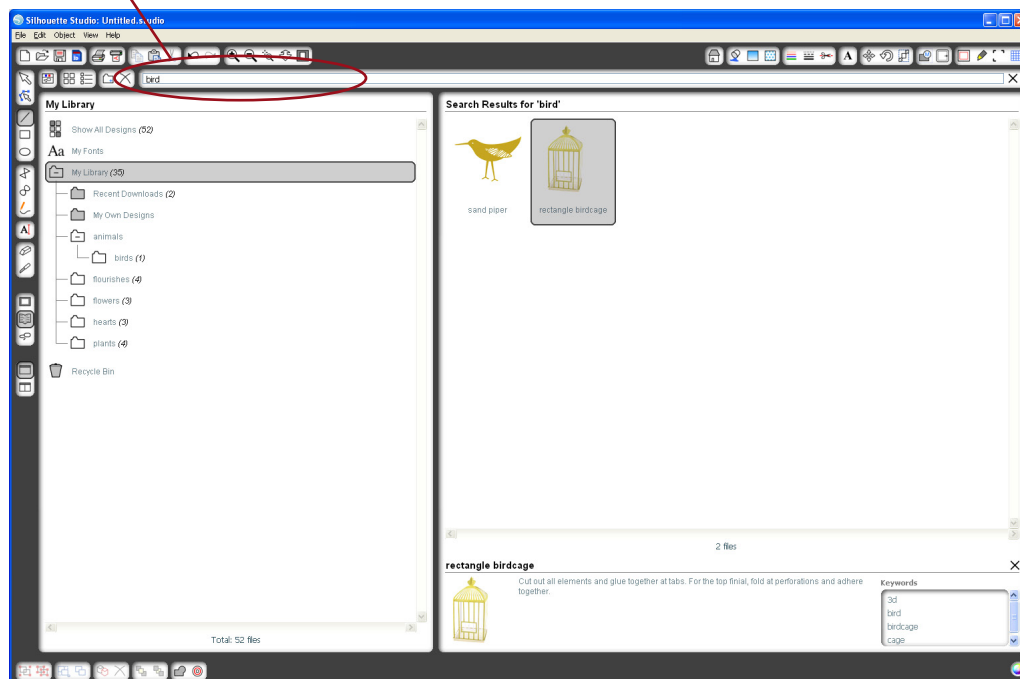 Silhouette Studio: Untitled.studio
File Edit Object View Help
bird
My Library
Show All Designs (52)
Aa My Fonts
My Library (35)
Recent Downloads (2)
My Own Designs
animals
birds (1)
flourishes (4)
flowers (3)
hearts (3)
plants (4)
Recycle Bin
Total: 52 files
Search Results for 'bird'
sand piper
rectangle birdcage
2 files
rectangle birdcage
Cut out all elements and glue together at tabs. For the top finial, fold at perforations and adhere
together.
Keywords
3d
bird
birdcage
cage